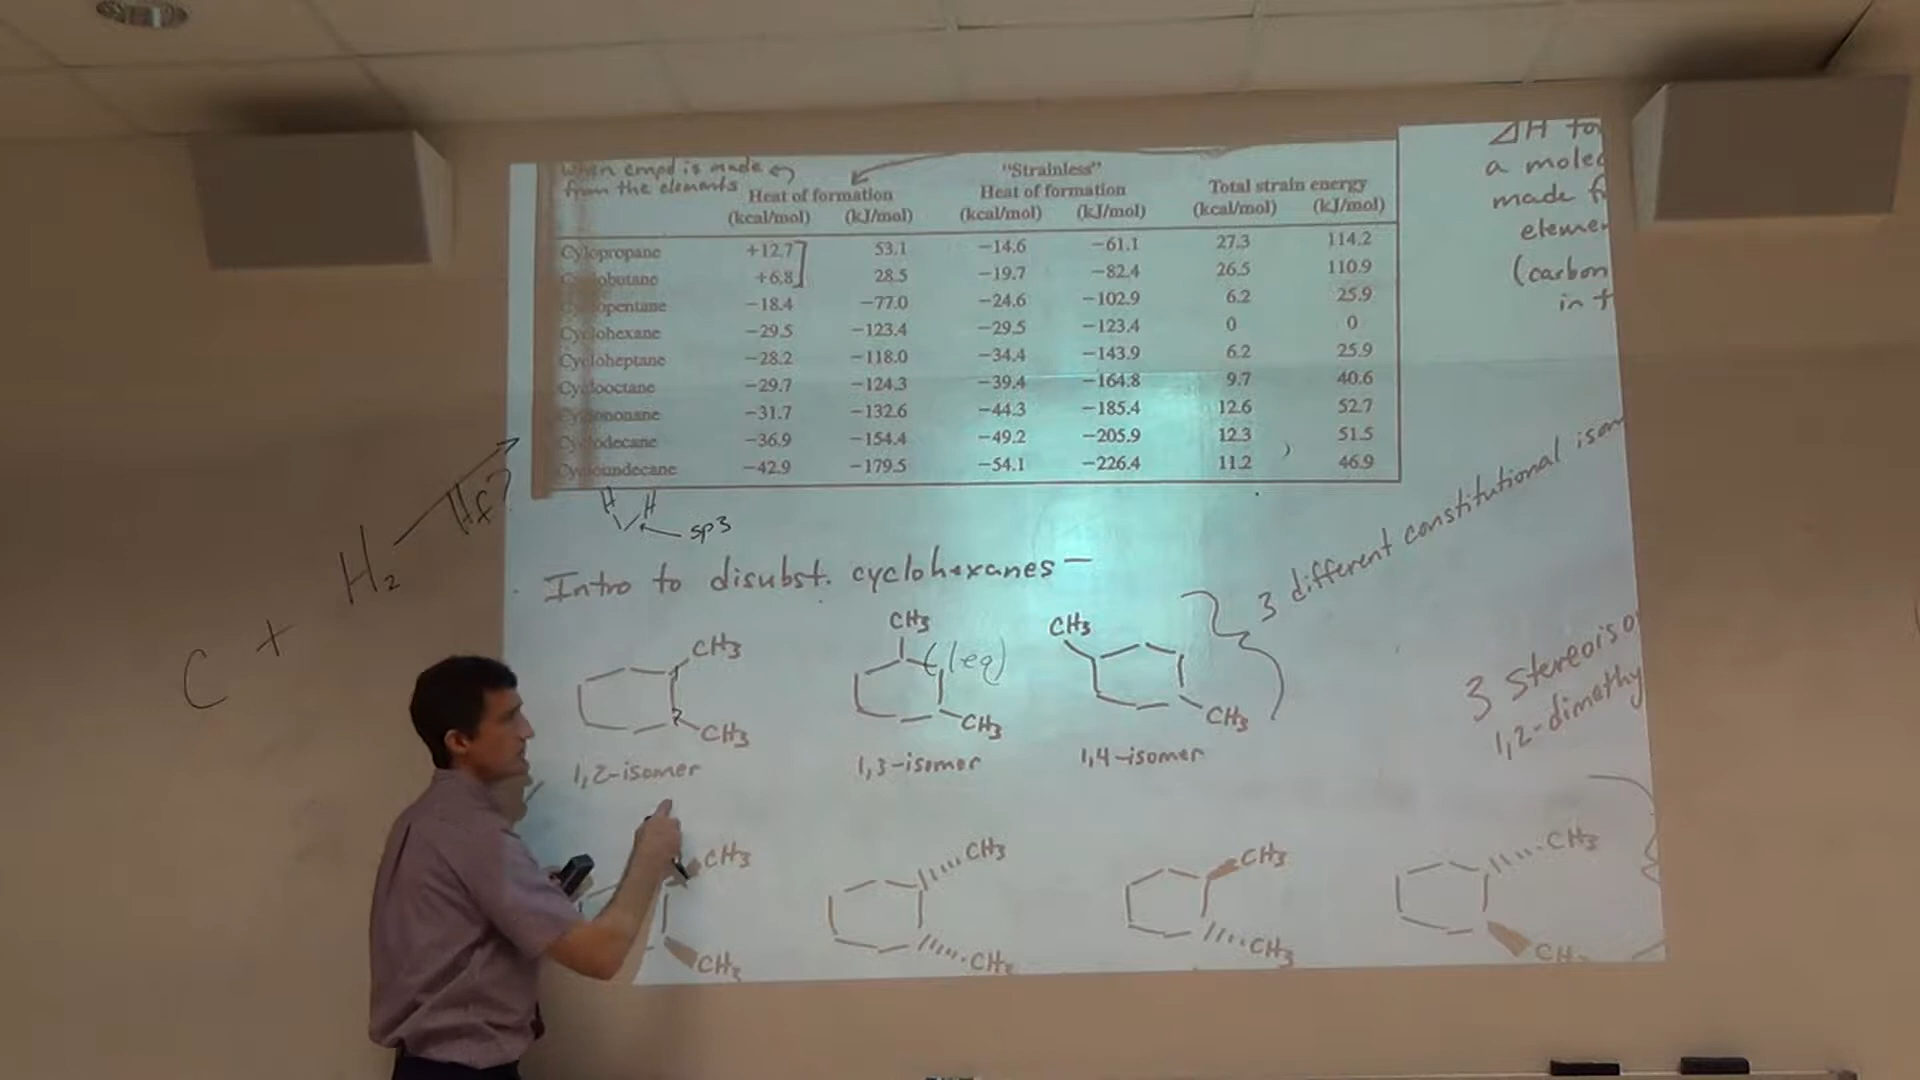 when cmpd is made
from the elements
Heat of formation
(kcal/mol) (kJ/mol)
"Strainless"
Heat of formation
(kcal/mol) (kJ/mol)
Total strain energy
(kcal/mol) (kJ/mol)
Cyclopropane +12.7 53.1 −14.6 −61.1 27.3 114.2
Cyclobutane +6.8 28.5 −19.7 −82.4 26.5 110.9
Cyclopentane −18.4 −77.0 −24.6 −102.9 6.2 25.9
Cyclohexane −29.5 −123.4 −29.5 −123.4 0 0
Cycloheptane −28.2 −118.0 −34.4 −143.9 6.2 25.9
Cyclooctane −29.7 −124.3 −39.4 −164.8 9.7 40.6
Cyclononane −31.7 −132.6 −44.3 −185.4 12.6 52.7
Cyclodecane −36.9 −154.4 −49.2 −205.9 12.3 51.5
Cycloundecane −42.9 −179.5 −54.1 −226.4 11.2 46.9
ΔH for
a molec
made f
elemen
(carbon
in t
C + H2
Hf?
H H
sp3
Intro to disubst. cyclohexanes —
3 different constitutional isom
CH3
CH3
1,2-isomer
CH3
(eq)
CH3
1,3-isomer
CH3
CH3
1,4-isomer
3 stereoiso
1,2-dimethy
CH3
CH3
CH3
CH3
CH3
CH3
CH3
CH